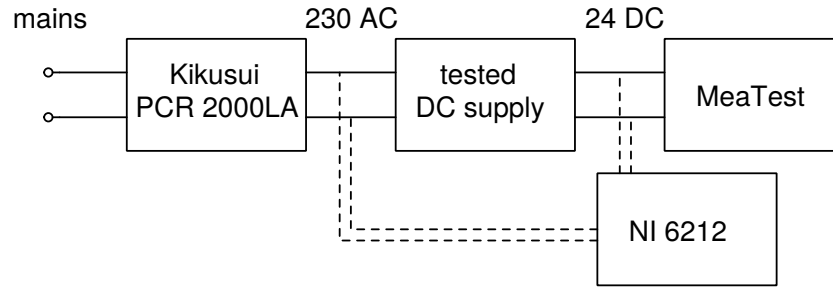 mains
230 AC
24 DC
Kikusui
PCR 2000LA
tested
DC supply
MeaTest
NI 6212